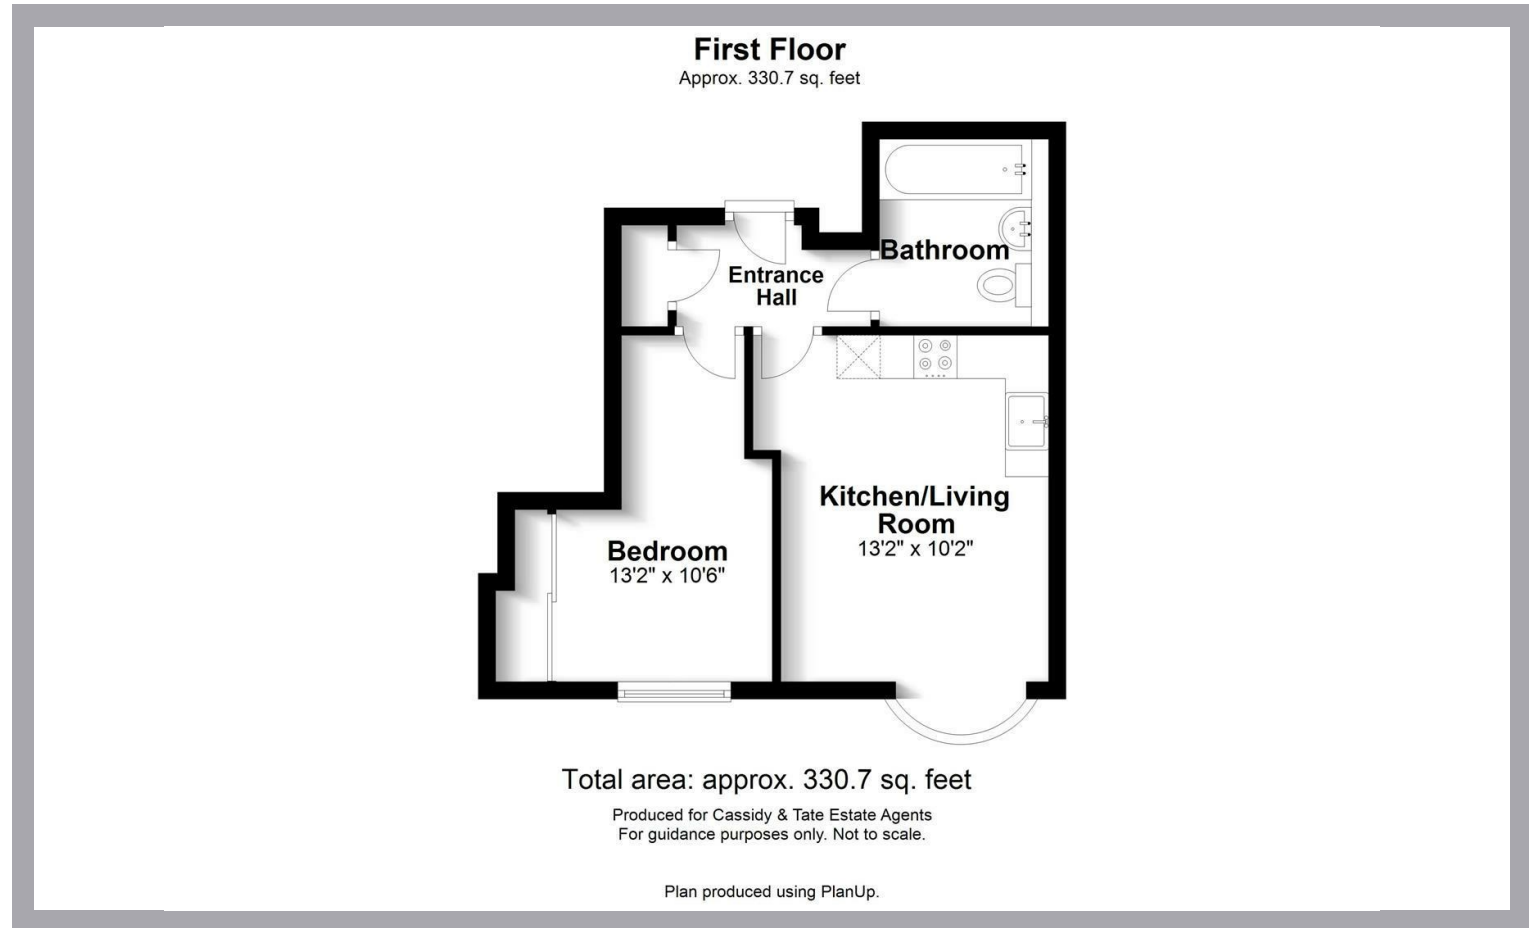 First Floor
Approx. 330.7 sq. feet
Bathroom
Entrance
Hall
Kitchen/Living
Room
13'2" x 10'2"
Bedroom
13'2" x 10'6"
Total area: approx. 330.7 sq. feet
Produced for Cassidy & Tate Estate Agents
For guidance purposes only. Not to scale.
Plan produced using PlanUp.